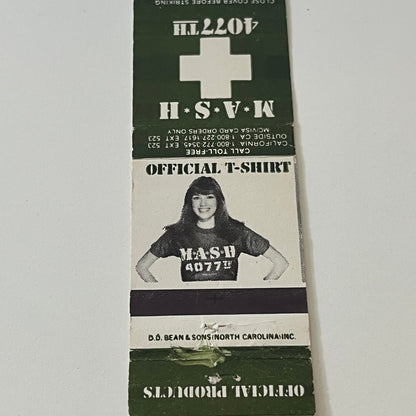 CLOSE COVER BEFORE STRIKING
4077TH
M*A*S*H
CALL TOLL-FREE
CALIFORNIA 1-800-772-3545, EXT 523
OUTSIDE CA 1-800-227-1617, EXT 523
MC/VISA CARD ORDERS ONLY
OFFICIAL T-SHIRT
M*A*S*H
4077TH
D.D. BEAN & SONS (NORTH CAROLINA) INC.
OFFICIAL PRODUCTS